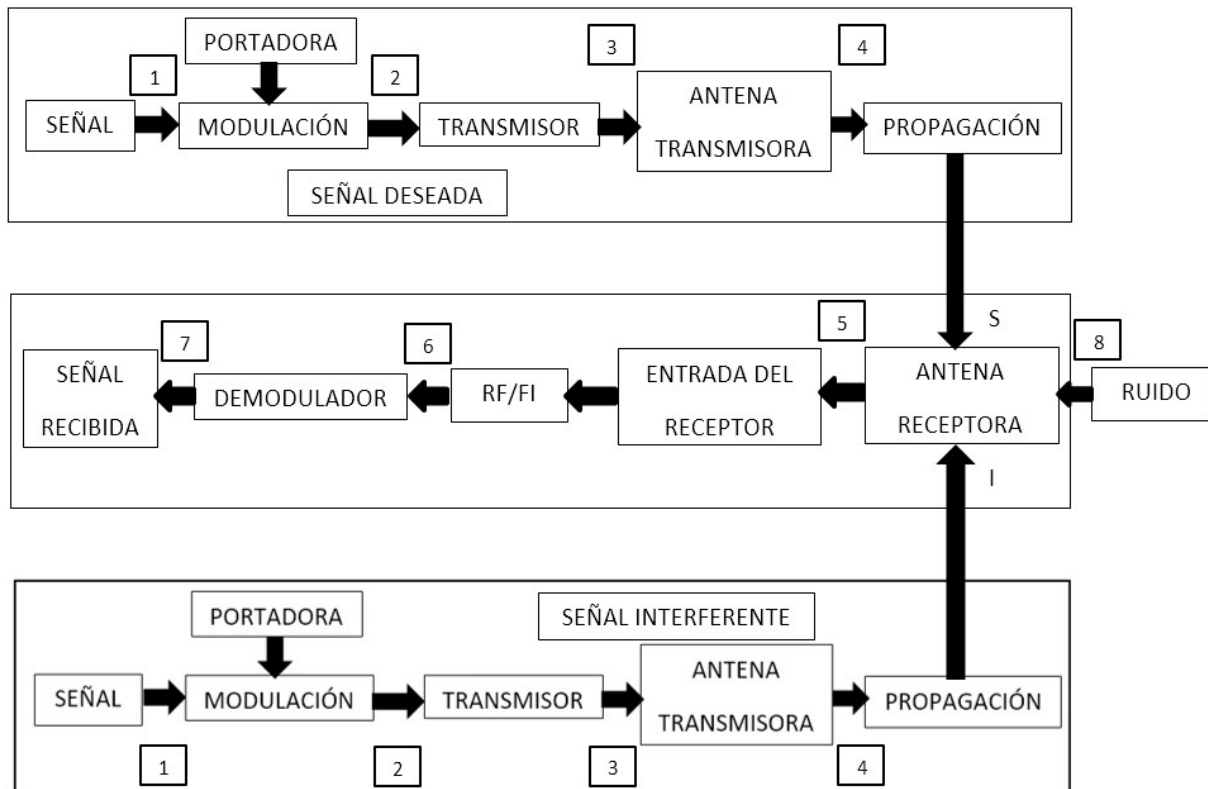 PORTADORA
1
2
3
4
SEÑAL
MODULACIÓN
TRANSMISOR
ANTENA
TRANSMISORA
PROPAGACIÓN
SEÑAL DESEADA
S
7
6
5
8
SEÑAL
RECIBIDA
DEMODULADOR
RF/FI
ENTRADA DEL
RECEPTOR
ANTENA
RECEPTORA
RUIDO
I
PORTADORA
SEÑAL INTERFERENTE
SEÑAL
MODULACIÓN
TRANSMISOR
ANTENA
TRANSMISORA
PROPAGACIÓN
1
2
3
4